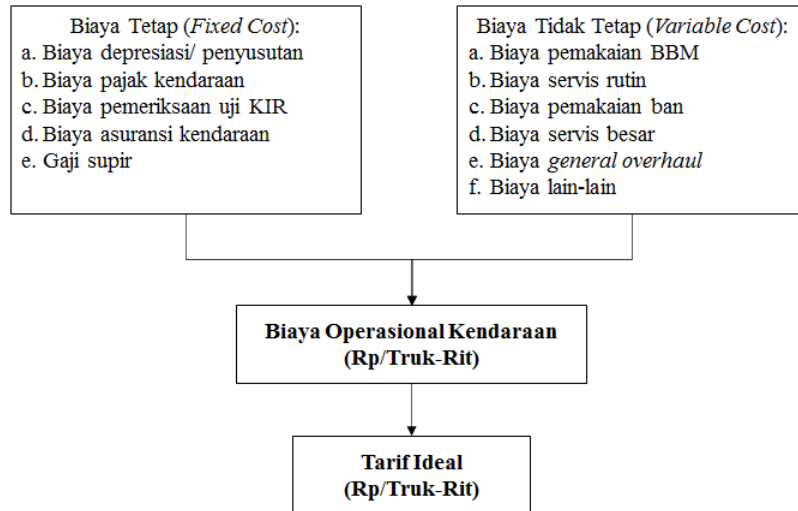 Biaya Tetap (Fixed Cost):
a. Biaya depresiasi/ penyusutan
b. Biaya pajak kendaraan
c. Biaya pemeriksaan uji KIR
d. Biaya asuransi kendaraan
e. Gaji supir
Biaya Tidak Tetap (Variable Cost):
a. Biaya pemakaian BBM
b. Biaya servis rutin
c. Biaya pemakaian ban
d. Biaya servis besar
e. Biaya general overhaul
f. Biaya lain-lain
Biaya Operasional Kendaraan
(Rp/Truk-Rit)
Tarif Ideal
(Rp/Truk-Rit)